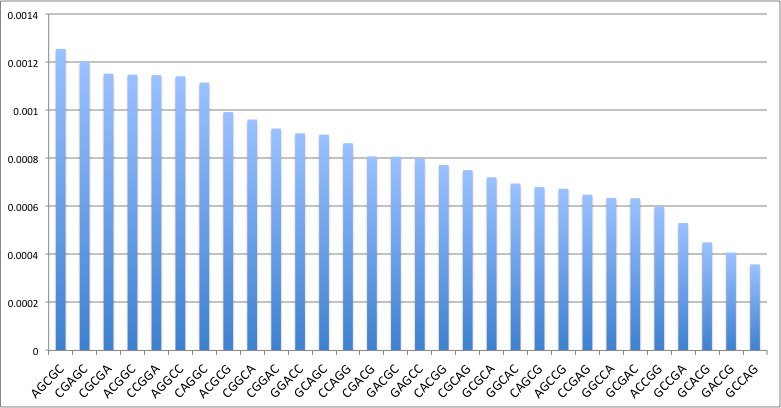 0.0014
0.0012
0.001
0.0008
0.0006
0.0004
0.0002
0
AGCGC
CGAGC
CGCGA
ACGGC
CCGGA
AGGCC
CAGGC
ACGCG
CGGCA
CGGAC
GGACC
GCAGC
CCAGG
CGACG
GACGC
GAGCC
CACGG
CGCAG
GCGCA
GGCAC
CAGCG
AGCCG
CCGAG
GGCCA
GCGAC
ACCGG
GCCGA
GCACG
GACCG
GCCAG